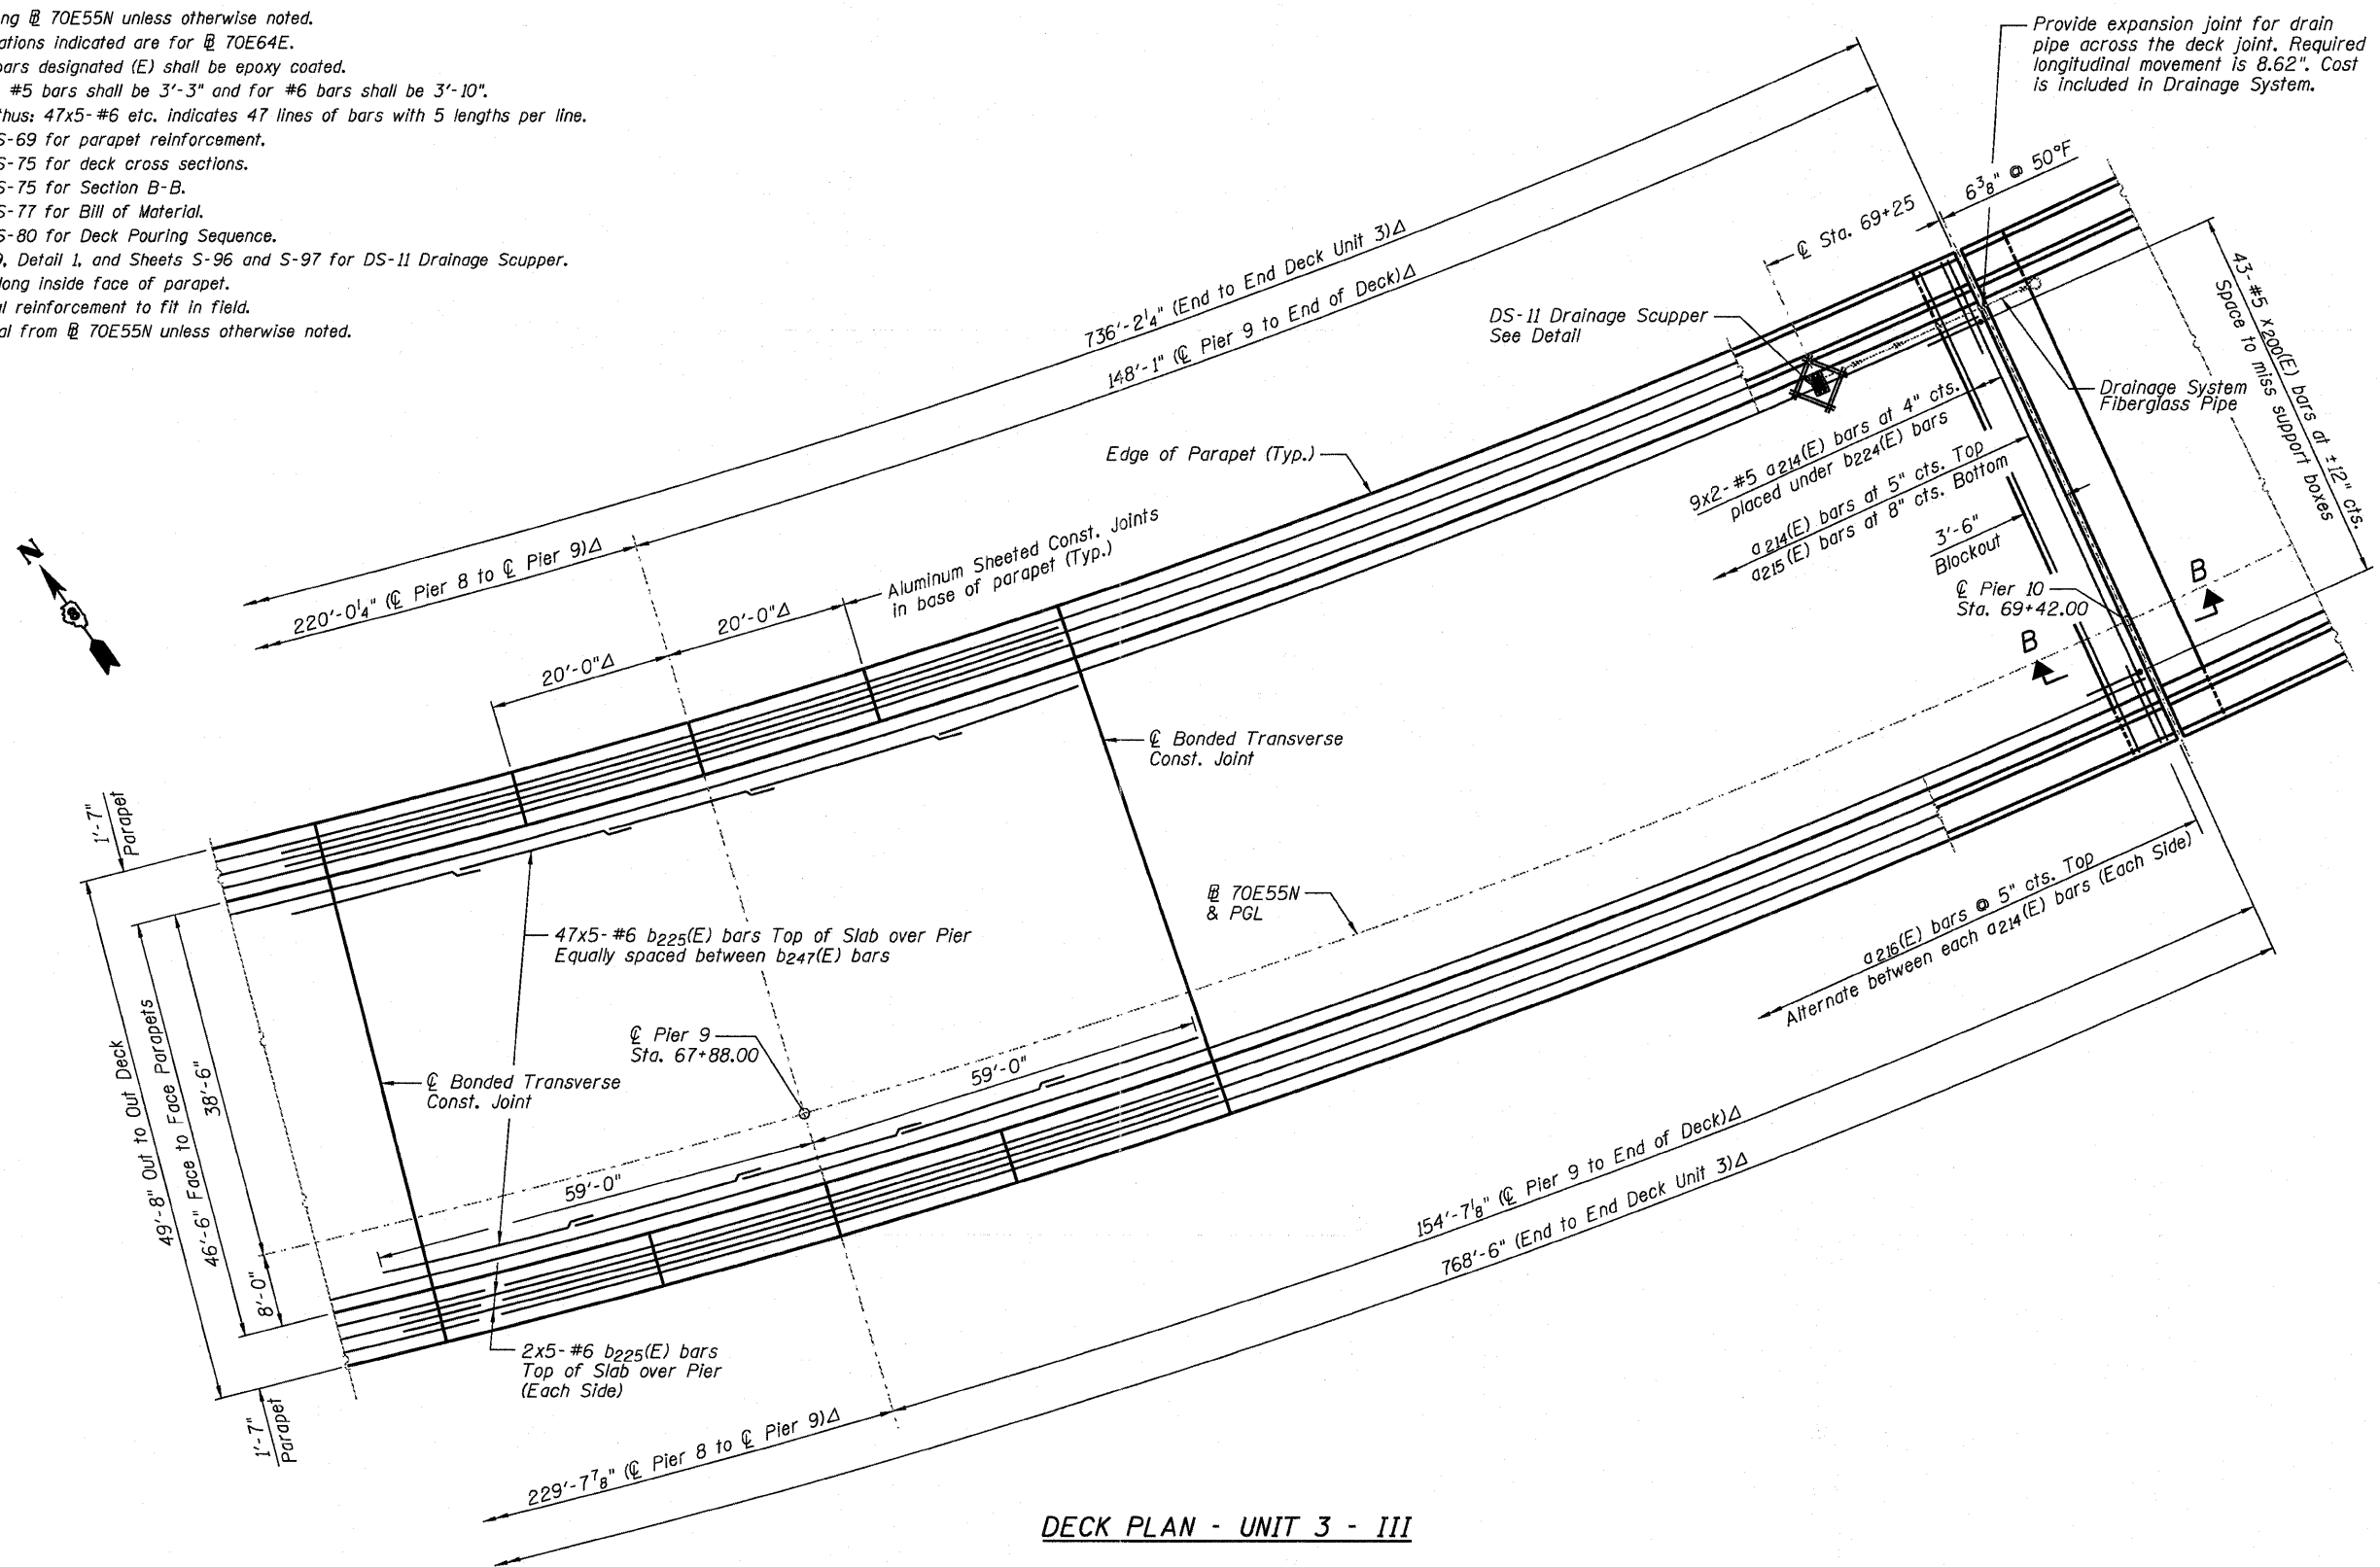 ng ℞ 70E55N unless otherwise noted.
ations indicated are for ℞ 70E64E.
bars designated (E) shall be epoxy coated.
#5 bars shall be 3'-3" and for #6 bars shall be 3'-10".
thus: 47x5-#6 etc. indicates 47 lines of bars with 5 lengths per line.
S-69 for parapet reinforcement.
S-75 for deck cross sections.
S-75 for Section B-B.
S-77 for Bill of Material.
S-80 for Deck Pouring Sequence.
9, Detail 1, and Sheets S-96 and S-97 for DS-11 Drainage Scupper.
long inside face of parapet.
al reinforcement to fit in field.
al from ℞ 70E55N unless otherwise noted.
Provide expansion joint for drain
pipe across the deck joint. Required
longitudinal movement is 8.62". Cost
is included in Drainage System.
6 3/8" @ 50°F
℄ Sta. 69+25
736'-2 1/4" (End to End Deck Unit 3)Δ
148'-1" (℄ Pier 9 to End of Deck)Δ
DS-11 Drainage Scupper
See Detail
43-#5 x200(E) bars at ±12" cts.
Space to miss support boxes
Drainage System
Fiberglass Pipe
Edge of Parapet (Typ.)
9x2-#5 a214(E) bars at 4" cts.
placed under b224(E) bars
a214(E) bars at 5" cts. Top
a215(E) bars at 8" cts. Bottom
3'-6"
Blockout
℄ Pier 10
Sta. 69+42.00
B
B
N
8
220'-0 1/4" (℄ Pier 8 to ℄ Pier 9)Δ
20'-0"Δ
20'-0"Δ
Aluminum Sheeted Const. Joints
in base of parapet (Typ.)
℄ Bonded Transverse
Const. Joint
1'-7"
Parapet
℞ 70E55N
& PGL
47x5-#6 b225(E) bars Top of Slab over Pier
Equally spaced between b247(E) bars
a216(E) bars @ 5" cts. Top
Alternate between each a214(E) bars (Each Side)
℄ Pier 9
Sta. 67+88.00
59'-0"
59'-0"
℄ Bonded Transverse
Const. Joint
49'-8" Out to Out Deck
46'-6" Face to Face Parapets
38'-6"
8'-0"
154'-7 1/8" (℄ Pier 9 to End of Deck)Δ
768'-6" (End to End Deck Unit 3)Δ
2x5-#6 b225(E) bars
Top of Slab over Pier
(Each Side)
1'-7"
Parapet
229'-7 7/8" (℄ Pier 8 to ℄ Pier 9)Δ
DECK PLAN - UNIT 3 - III